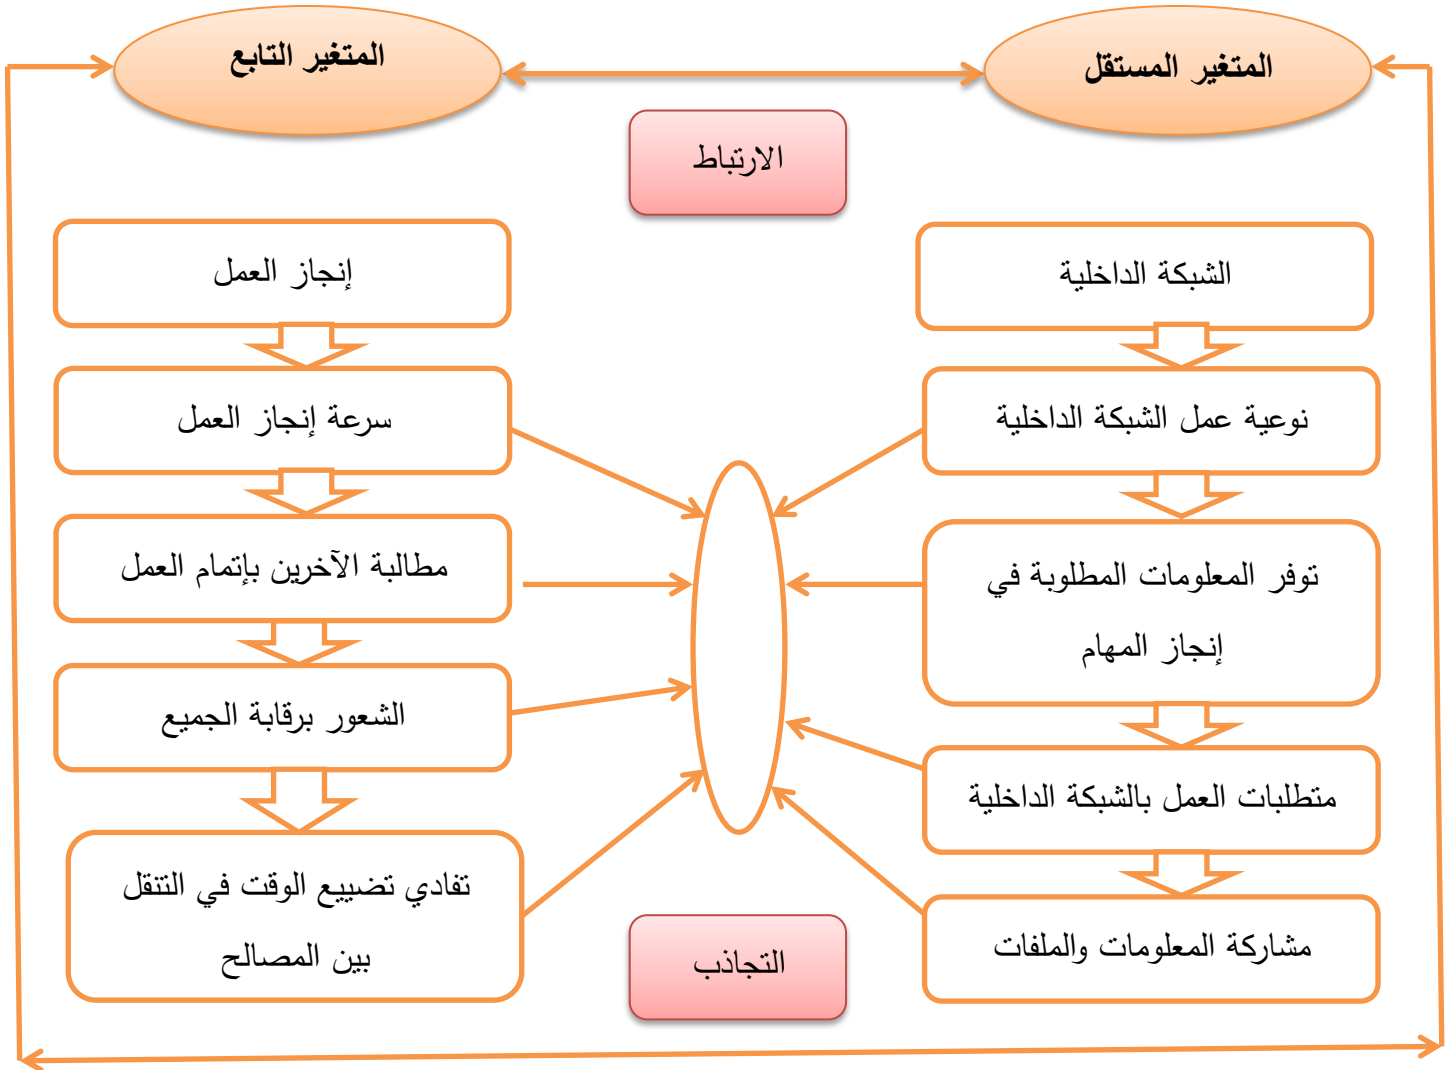 المتغير المستقل
المتغير التابع
الارتباط
الشبكة الداخلية
نوعية عمل الشبكة الداخلية
توفر المعلومات المطلوبة في
إنجاز المهام
متطلبات العمل بالشبكة الداخلية
مشاركة المعلومات والملفات
إنجاز العمل
سرعة إنجاز العمل
مطالبة الآخرين بإتمام العمل
الشعور برقابة الجميع
تفادي تضييع الوقت في التنقل
بين المصالح
التجاذب